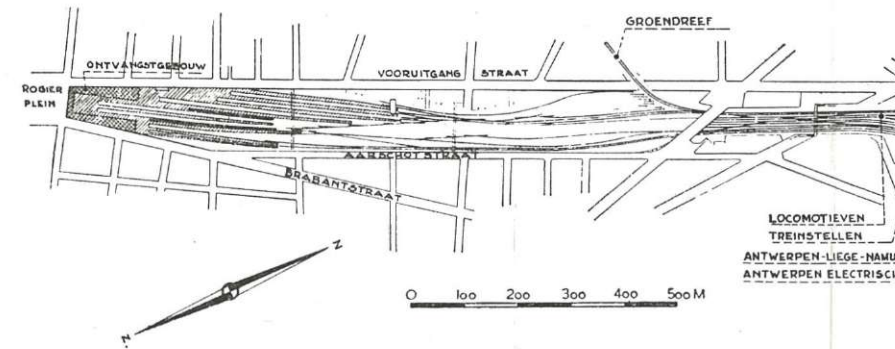 GROENDREEF
ONTVANGSTGEBOUW
VOORUITGANG STRAAT
ROGIER
PLEIN
AARSCHOTSTRAAT
BRABANTSTRAAT
LOCOMOTIEVEN
TREINSTELLEN
ANTWERPEN-LIEGE-NAMU
ANTWERPEN ELECTRISCH
Z
N.
0 100 200 300 400 500 M